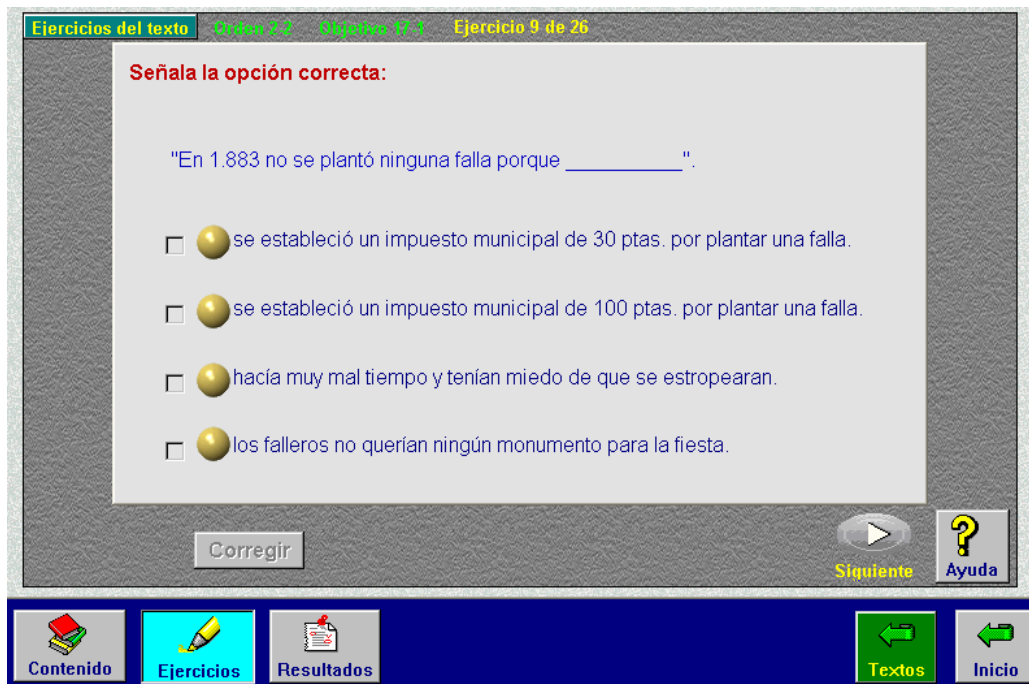 Ejercicios del texto Orden 2-2 Objetivo 17-3 Ejercicio 9 de 26
Señala la opción correcta:
"En 1.883 no se plantó ninguna falla porque __________".
se estableció un impuesto municipal de 30 ptas. por plantar una falla.
se estableció un impuesto municipal de 100 ptas. por plantar una falla.
hacía muy mal tiempo y tenían miedo de que se estropearan.
los falleros no querían ningún monumento para la fiesta.
Corregir
Siguiente
Ayuda
Contenido
Ejercicios
Resultados
Textos
Inicio